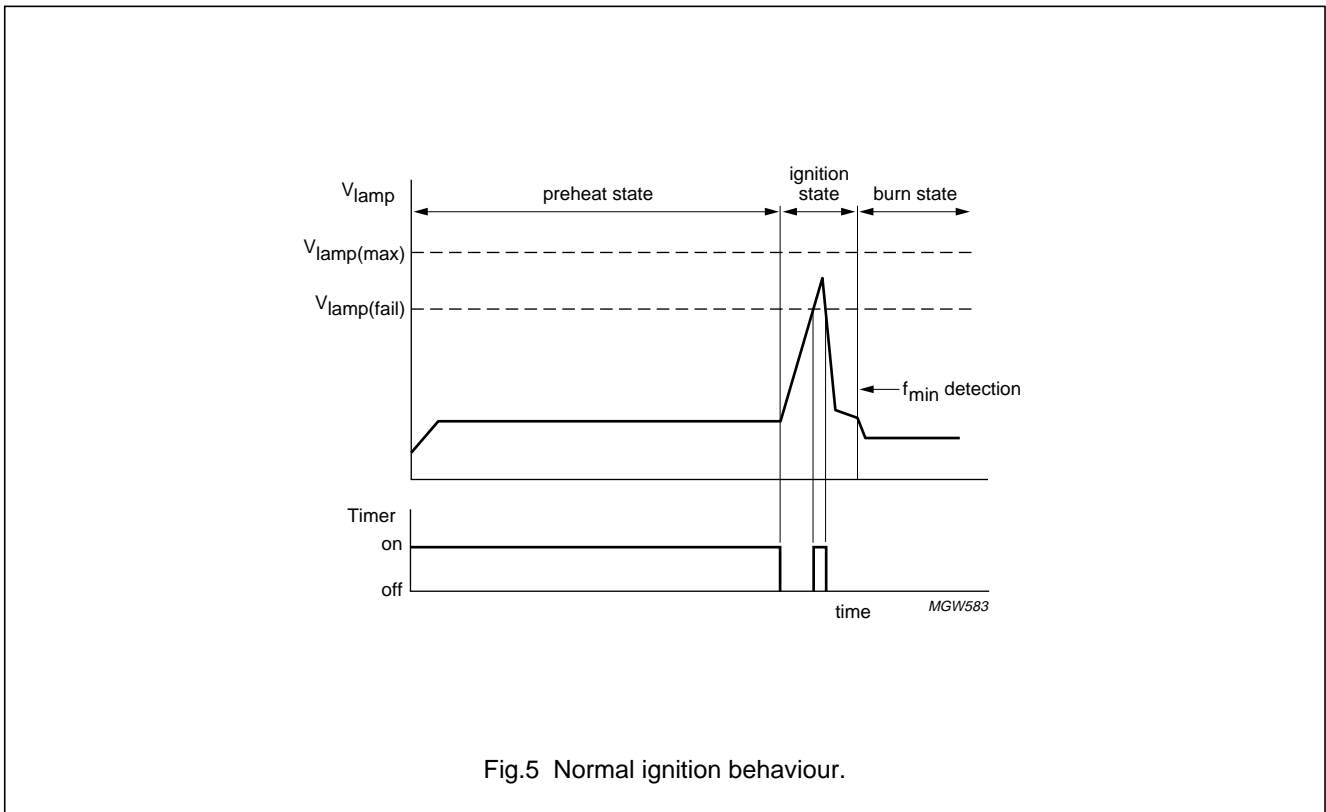 ignition
V_lamp
preheat state
state
burn state
V_lamp(max)
V_lamp(fail)
f_min detection
Timer
on
off
time
MGW583
Fig.5 Normal ignition behaviour.